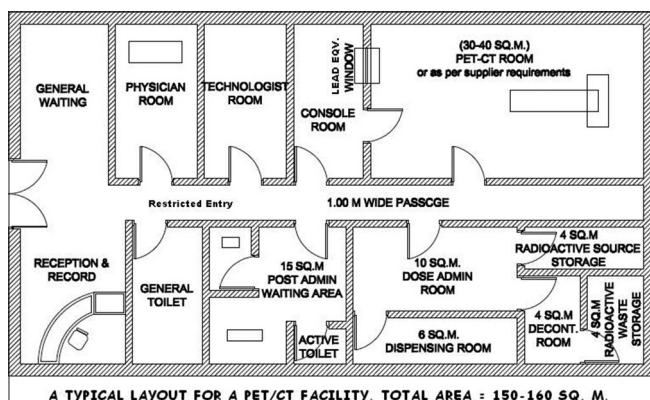 GENERAL
WAITING
PHYSICIAN
ROOM
TECHNOLOGIST
ROOM
LEAD EQV.
WINDOW
CONSOLE
ROOM
(30-40 SQ.M.)
PET-CT ROOM
or as per supplier requirements
Restricted Entry
1.00 M WIDE PASSCGE
RECEPTION &
RECORD
GENERAL
TOILET
15 SQ.M
POST ADMIN
WAITING AREA
ACTIVE
TOILET
10 SQ.M.
DOSE ADMIN
ROOM
6 SQ.M.
DISPENSING ROOM
4 SQ.M
RADIOACTIVE SOURCE
STORAGE
4 SQ.M
DECONT.
ROOM
4 SQ.M
RADIOACTIVE
WASTE
STORAGE
A TYPICAL LAYOUT FOR A PET/CT FACILITY. TOTAL AREA = 150-160 SQ. M.